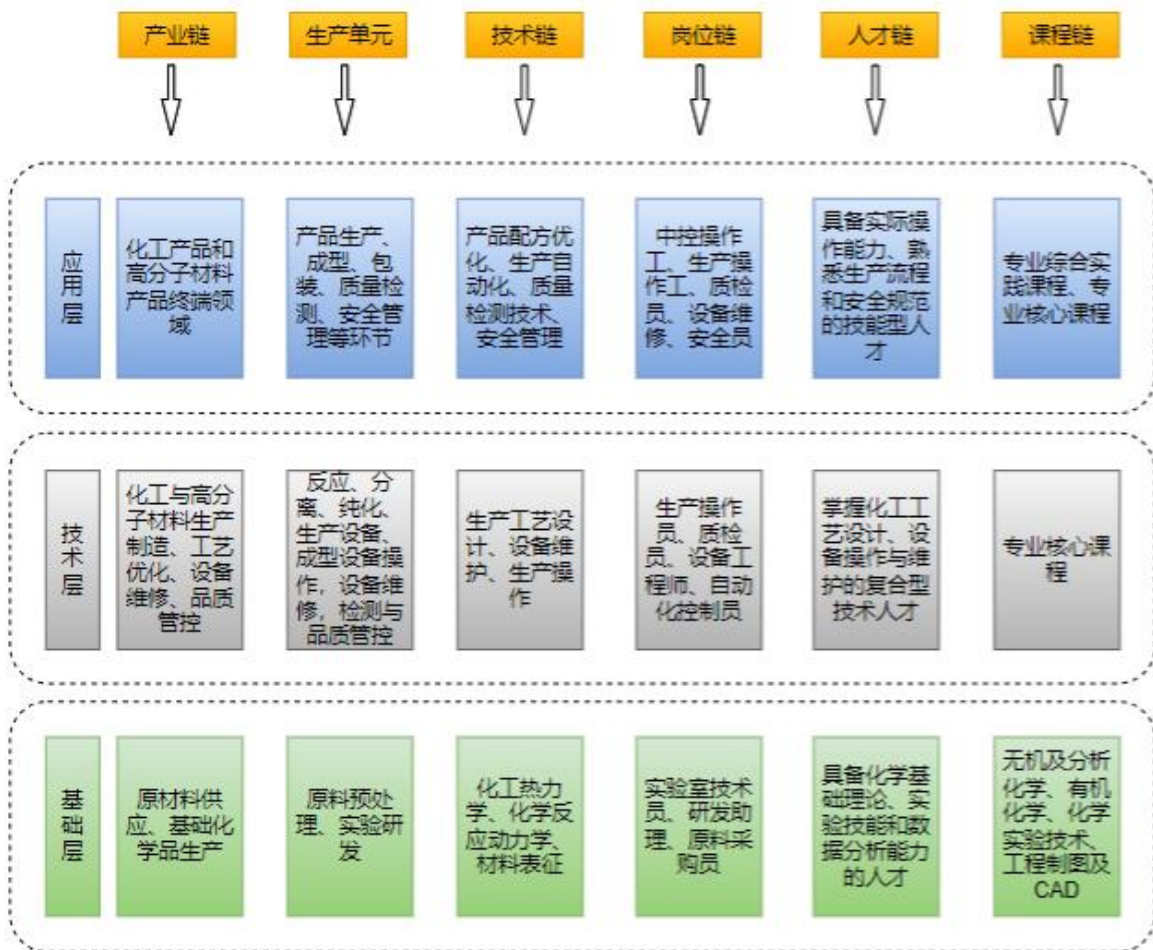 产业链
生产单元
技术链
岗位链
人才链
课程链
应用层
化工产品和
高分子材料
产品终端领
域
产品生产、
成型、包
装、质量检
测、安全管
理等环节
产品配方优
化、生产自
动化、质量
检测技术、
安全管理
中控操作
工、生产操
作工、质检
员、设备维
修、安全员
具备实际操
作能力、熟
悉生产流程
和安全规范
的技能型人
才
专业综合实
践课程、专
业核心课程
技术层
化工与高分
子材料生产
制造、工艺
优化、设备
维修、品质
管控
反应、分
离、纯化、
生产设备、
成型设备操
作，设备维
修，检测与
品质管控
生产工艺设
计、设备维
护、生产操
作
生产操作
员、质检
员、设备工
程师、自动
化控制员
掌握化工工
艺设计、设
备操作与维
护的复合型
技术人才
专业核心课
程
基础层
原材料供
应、基础化
学品生产
原料预处
理、实验研
发
化工热力
学、化学反
应动力学、
材料表征
实验室技术
员、研发助
理、原料采
购员
具备化学基
础理论、实
验技能和数
据分析能力
的人才
无机及分析
化学、有机
化学、化学
实验技术、
工程制图及
CAD